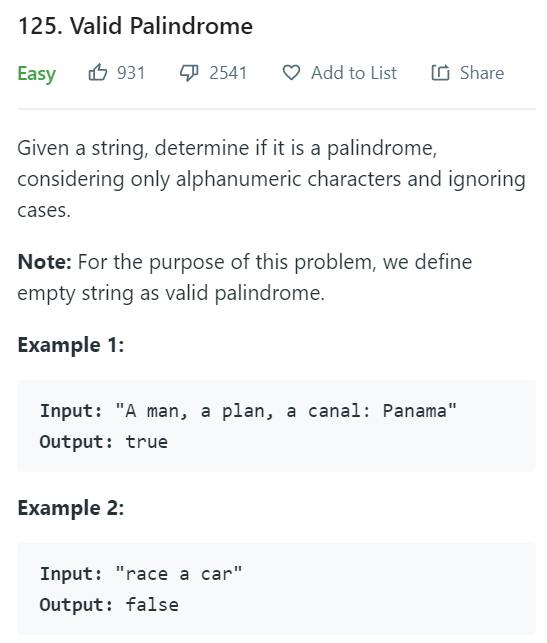 125. Valid Palindrome
Easy 931 2541 Add to List Share
Given a string, determine if it is a palindrome,
considering only alphanumeric characters and ignoring
cases.
Note: For the purpose of this problem, we define
empty string as valid palindrome.
Example 1:
Input: "A man, a plan, a canal: Panama"
Output: true
Example 2:
Input: "race a car"
Output: false